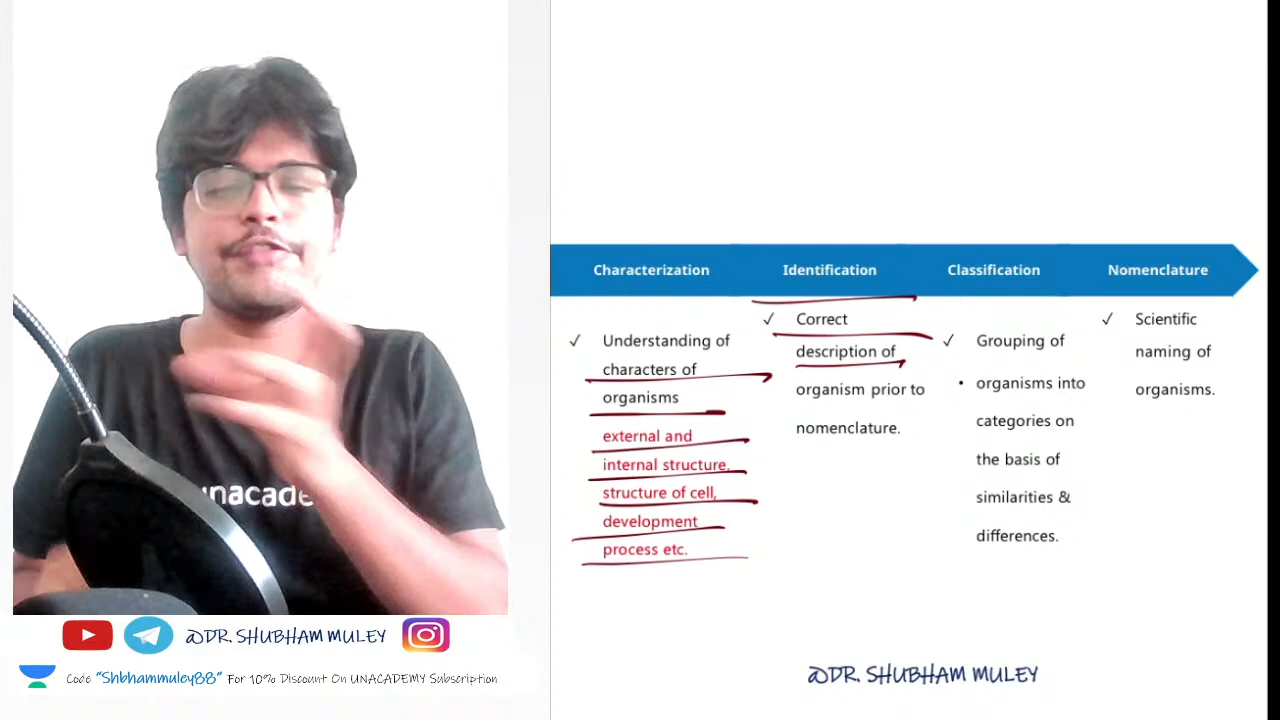 Characterization
Identification
Classification
Nomenclature
✓ Understanding of
characters of
organisms
external and
internal structure,
structure of cell,
development
process etc.
✓ Correct
description of
organism prior to
nomenclature.
✓ Grouping of
• organisms into
categories on
the basis of
similarities &
differences.
✓ Scientific
naming of
organisms.
unacade
@DR. SHUBHAM MULEY
Code "Shbhammuley88" For 10% Discount On UNACADEMY Subscription
@DR. SHUBHAM MULEY